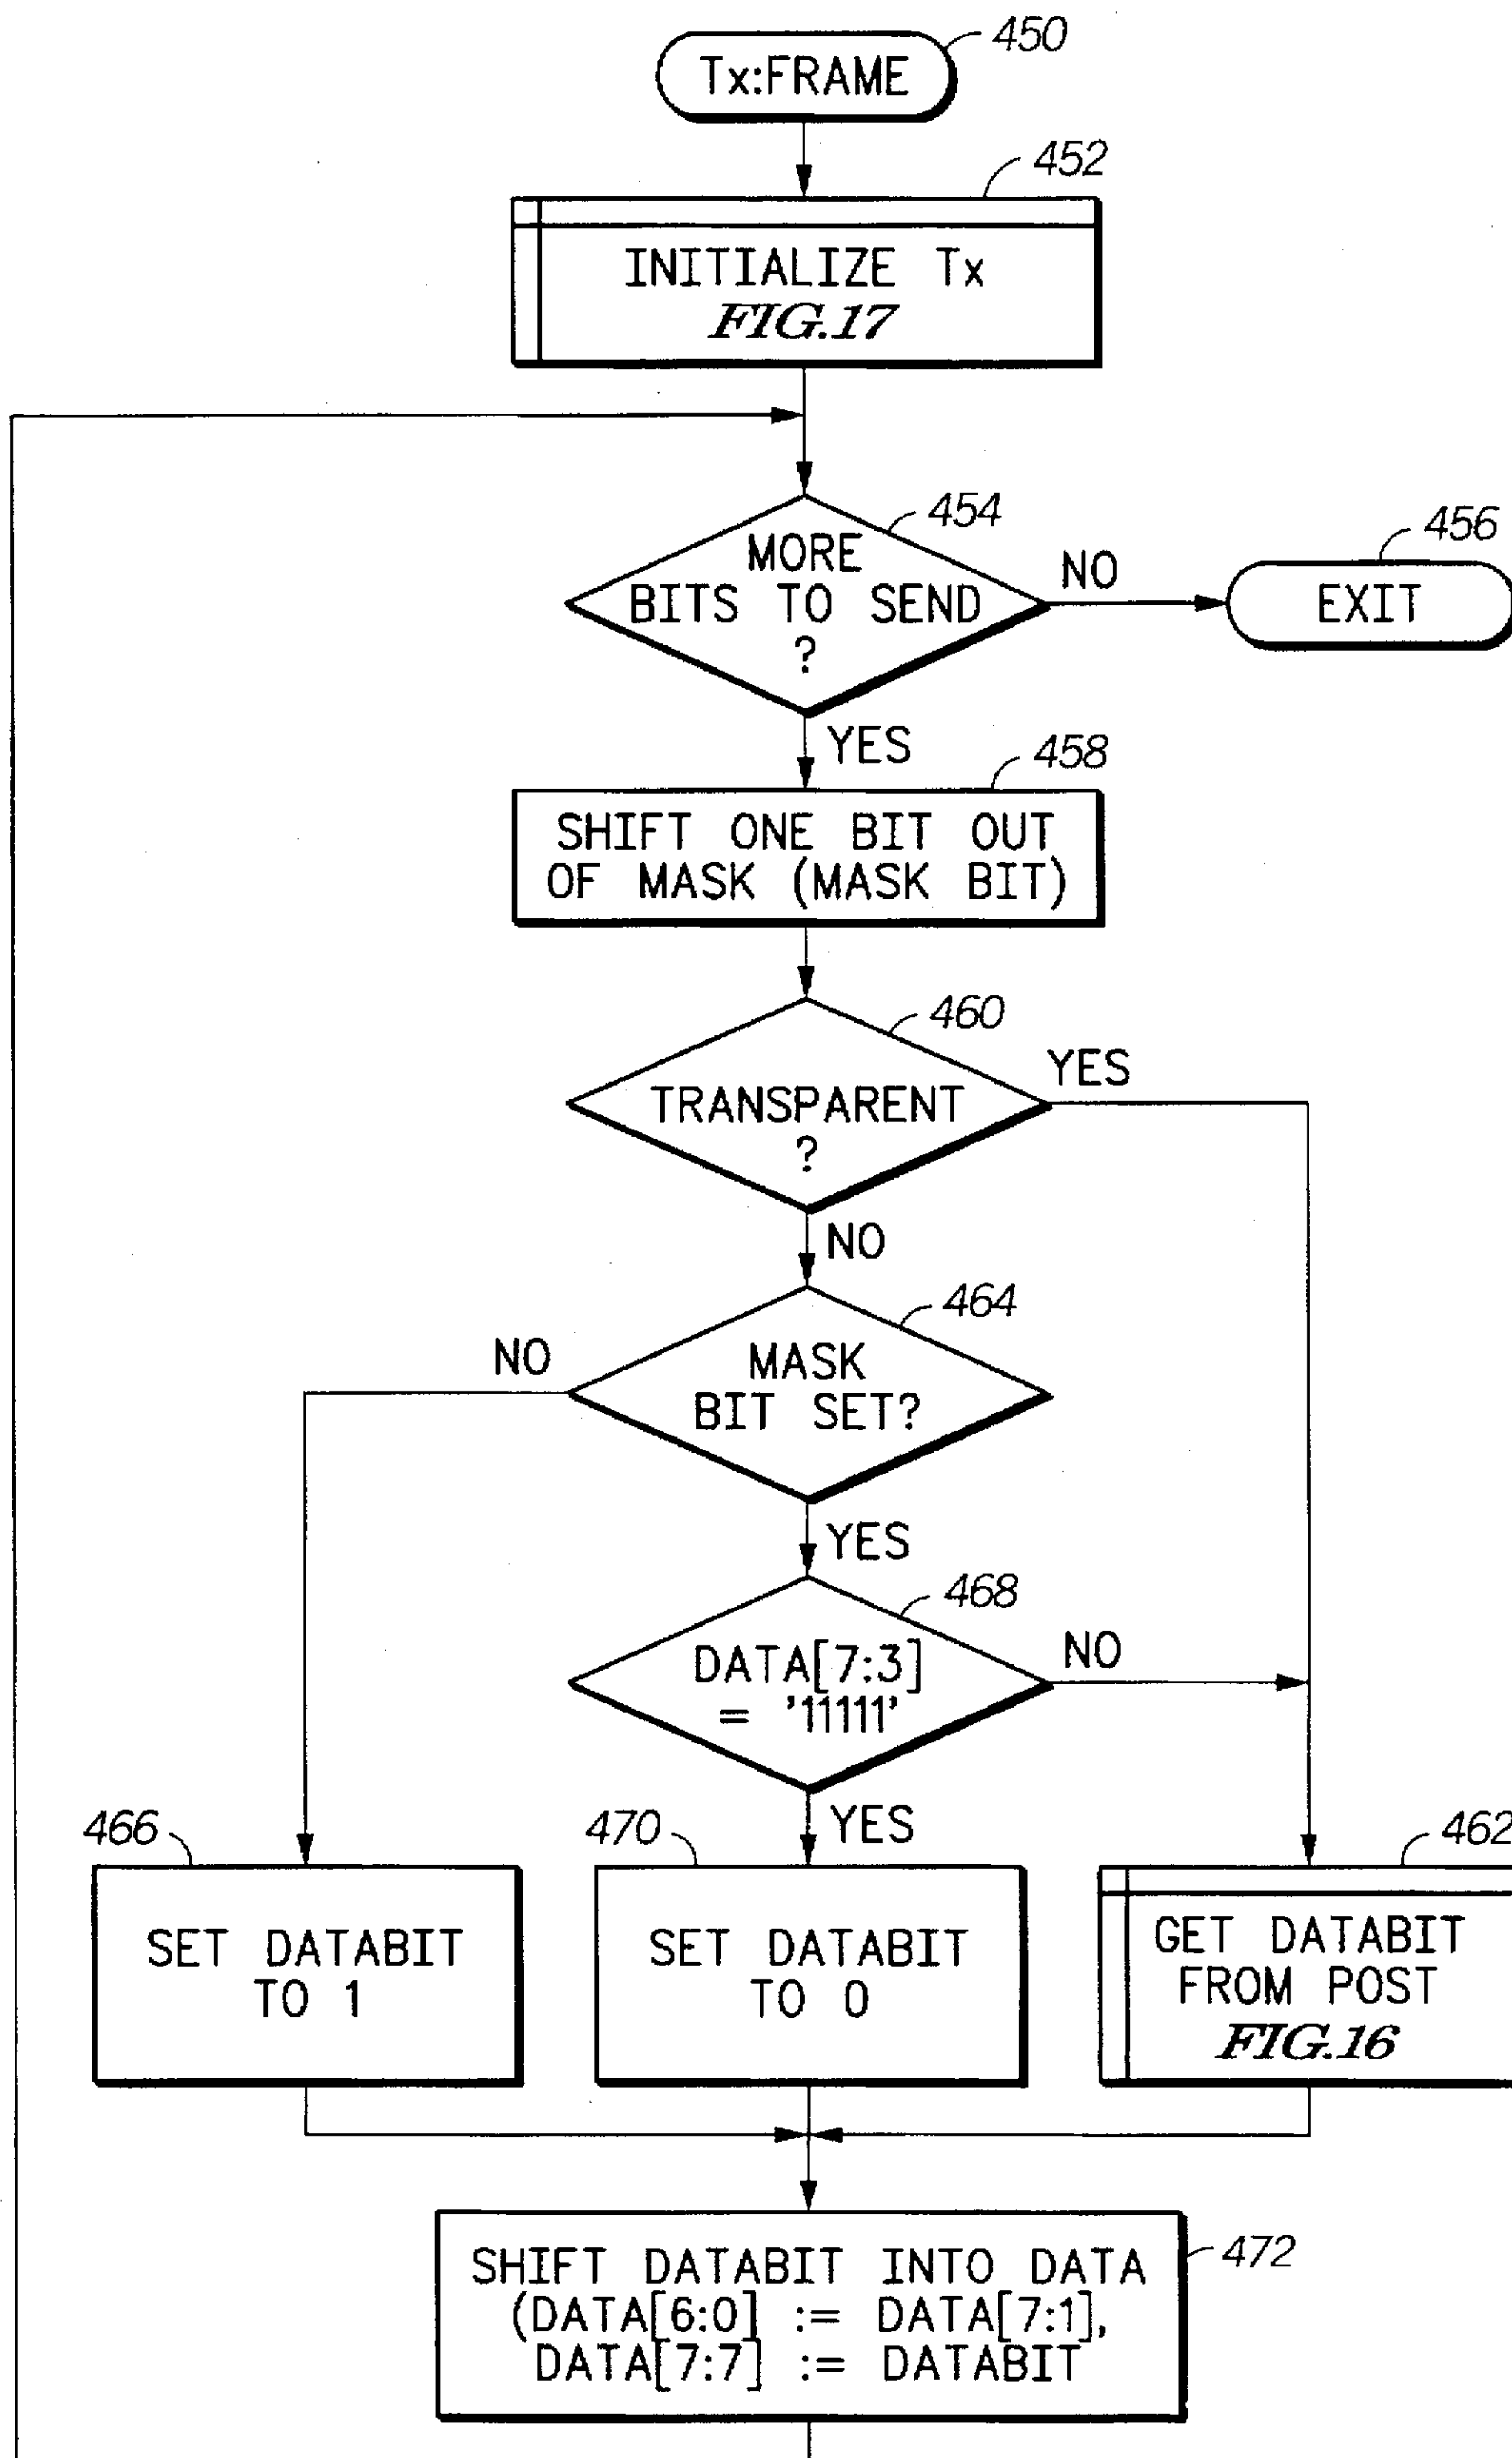 450
Tx:FRAME
452
INITIALIZE Tx
FIG.17
454
MORE
BITS TO SEND
?
NO
456
EXIT
YES
458
SHIFT ONE BIT OUT
OF MASK (MASK BIT)
460
TRANSPARENT
?
YES
NO
464
MASK
BIT SET?
NO
YES
468
DATA[7:3]
= '11111'
NO
YES
466
SET DATABIT
TO 1
470
SET DATABIT
TO 0
462
GET DATABIT
FROM POST
FIG.16
SHIFT DATABIT INTO DATA
(DATA[6:0] := DATA[7:1],
DATA[7:7] := DATABIT
472